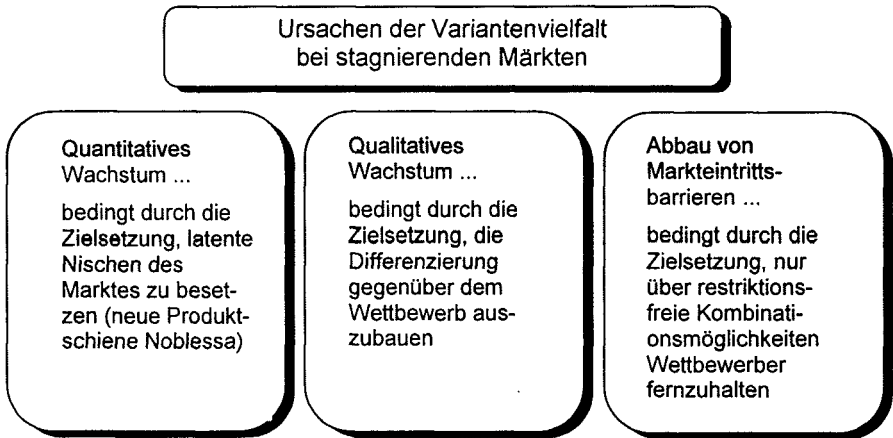 Ursachen der Variantenvielfalt
bei stagnierenden Märkten
Quantitatives
Wachstum ...
bedingt durch die
Zielsetzung, latente
Nischen des
Marktes zu beset-
zen (neue Produkt-
schiene Noblessa)
Qualitatives
Wachstum ...
bedingt durch die
Zielsetzung, die
Differenzierung
gegenüber dem
Wettbewerb aus-
zubauen
Abbau von
Markteintritts-
barrieren ...
bedingt durch die
Zielsetzung, nur
über restriktions-
freie Kombinati-
onsmöglichkeiten
Wettbewerber
fernzuhalten